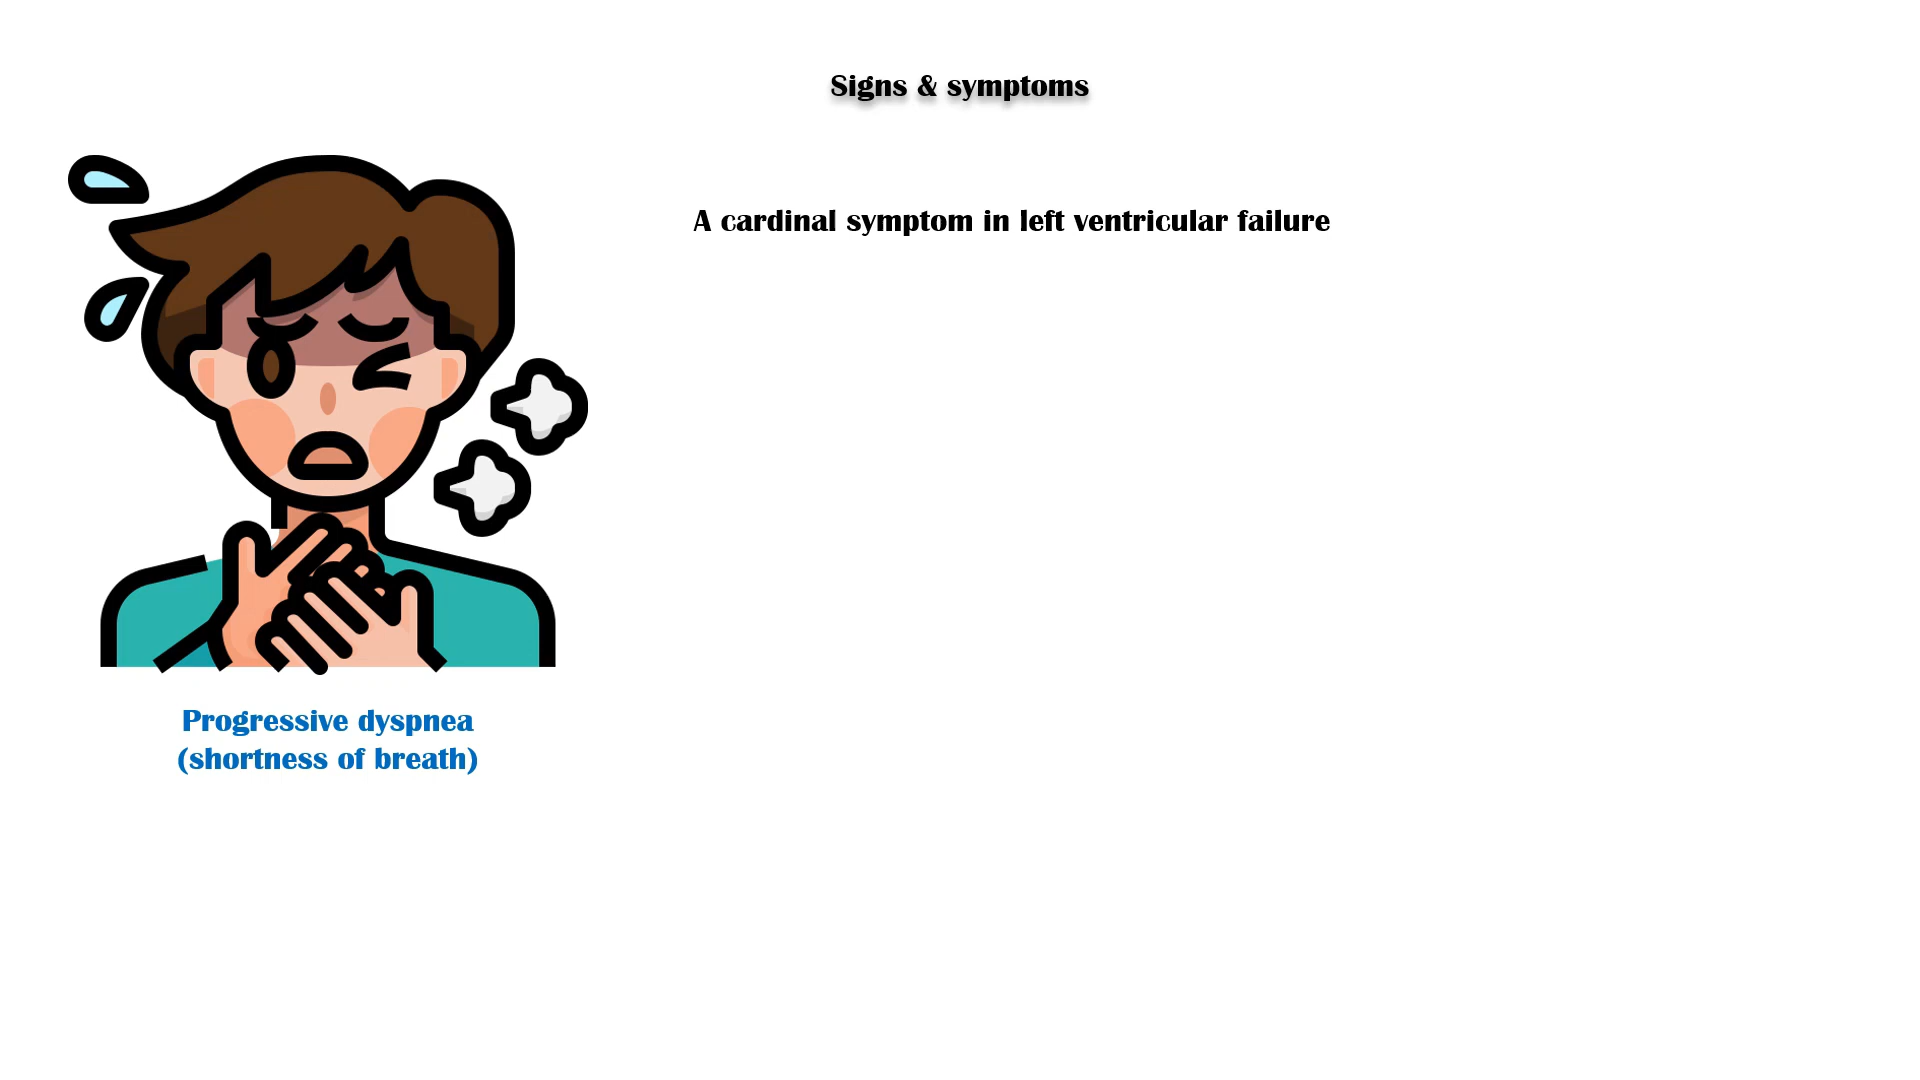 Signs & symptoms
A cardinal symptom in left ventricular failure
Progressive dyspnea
(shortness of breath)